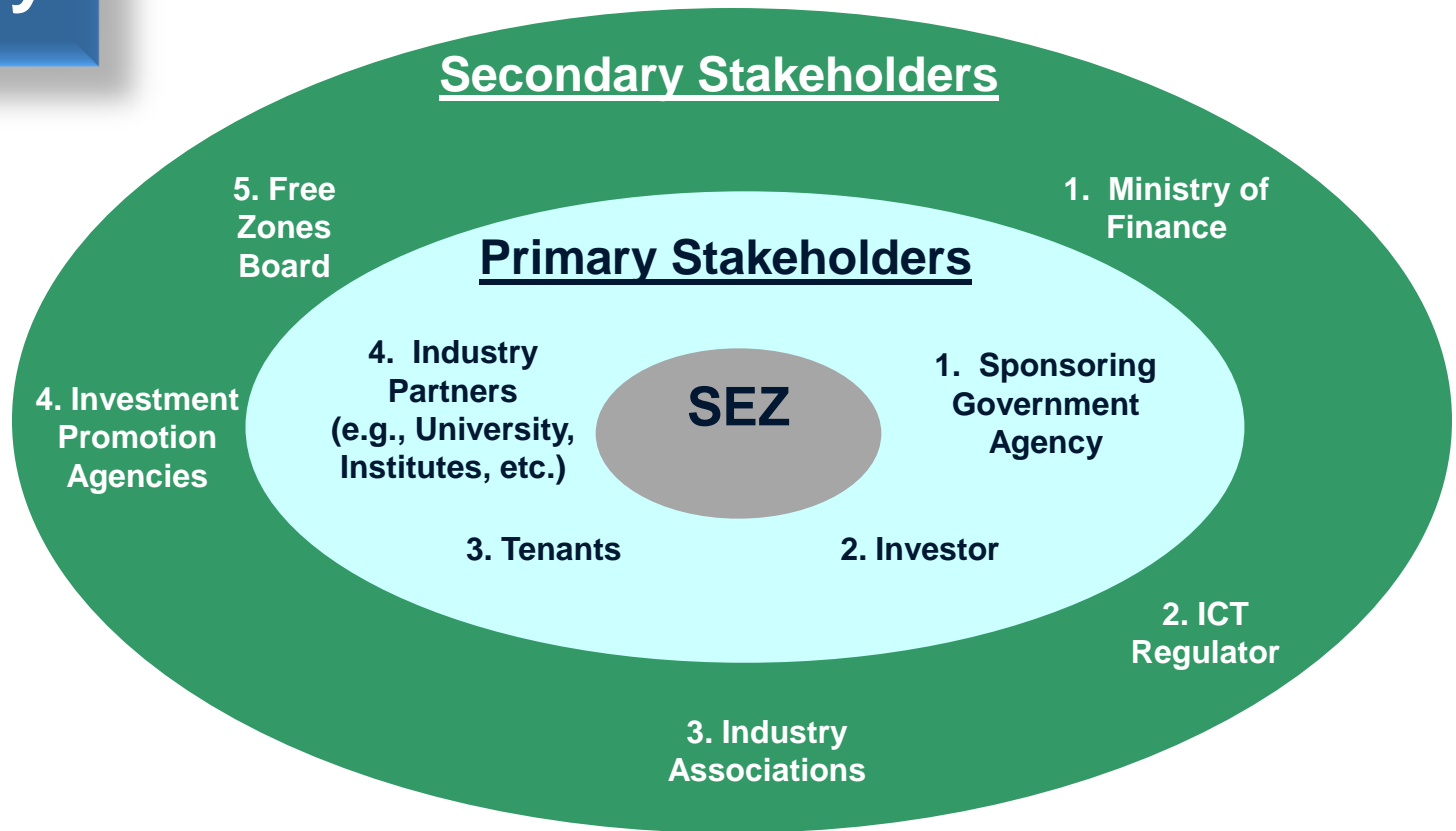 y
Secondary Stakeholders
5. Free
Zones
Board
1. Ministry of
Finance
Primary Stakeholders
4. Industry
Partners
(e.g., University,
Institutes, etc.)
SEZ
1. Sponsoring
Government
Agency
4. Investment
Promotion
Agencies
3. Tenants
2. Investor
2. ICT
Regulator
3. Industry
Associations